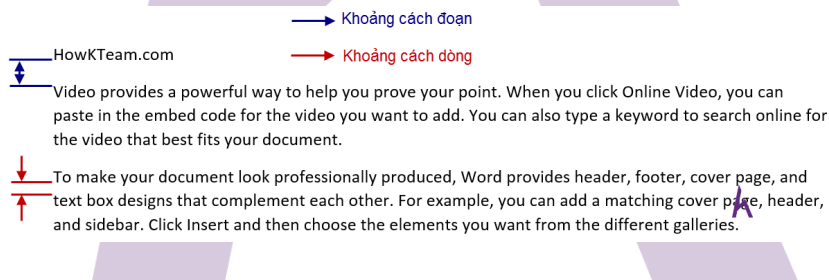 Khoảng cách đoạn
HowKTeam.com
Khoảng cách dòng
Video provides a powerful way to help you prove your point. When you click Online Video, you can
paste in the embed code for the video you want to add. You can also type a keyword to search online for
the video that best fits your document.
To make your document look professionally produced, Word provides header, footer, cover page, and
text box designs that complement each other. For example, you can add a matching cover page, header,
and sidebar. Click Insert and then choose the elements you want from the different galleries.